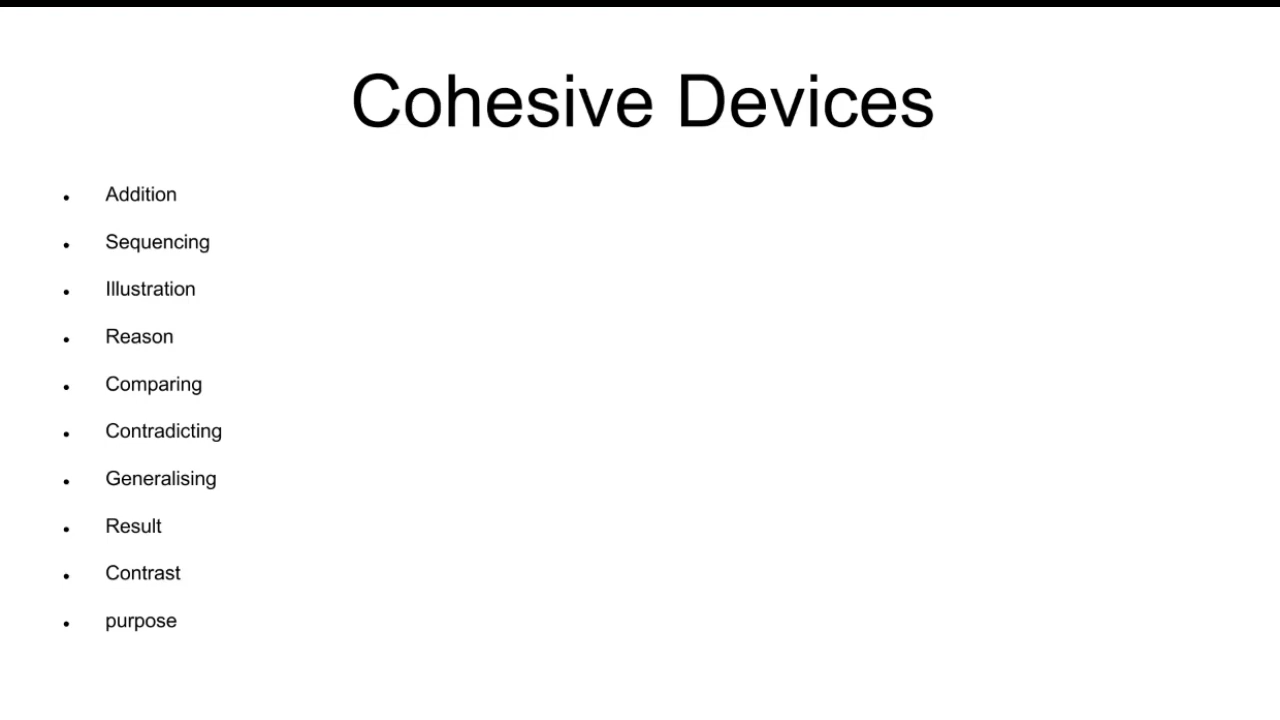 Cohesive Devices
• Addition
• Sequencing
• Illustration
• Reason
• Comparing
• Contradicting
• Generalising
• Result
• Contrast
• purpose